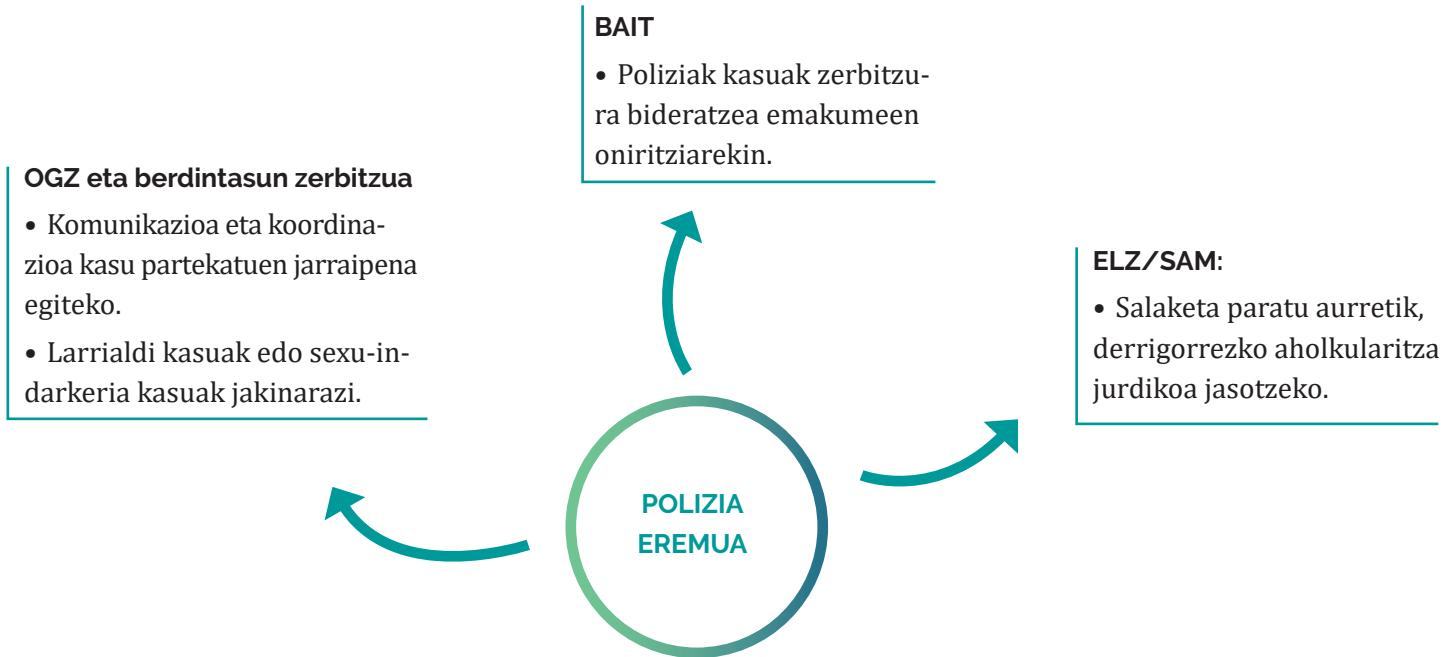 BAIT
• Poliziak kasuak zerbitzu-
ra bideratzea emakumeen
oniritziarekin.
OGZ eta berdintasun zerbitzua
• Komunikazioa eta koordina-
zioa kasu partekatuen jarraipena
egiteko.
• Larrialdi kasuak edo sexu-in-
darkeria kasuak jakinarazi.
ELZ/SAM:
• Salaketa paratu aurretik,
derrigorrezko aholkularitza
jurdikoa jasotzeko.
POLIZIA
EREMUA